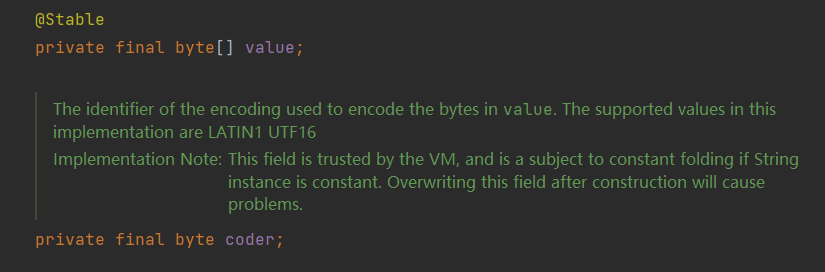 @Stable
private final byte[] value;
The identifier of the encoding used to encode the bytes in value. The supported values in this
implementation are LATIN1 UTF16
Implementation Note: This field is trusted by the VM, and is a subject to constant folding if String
instance is constant. Overwriting this field after construction will cause
problems.
private final byte coder;